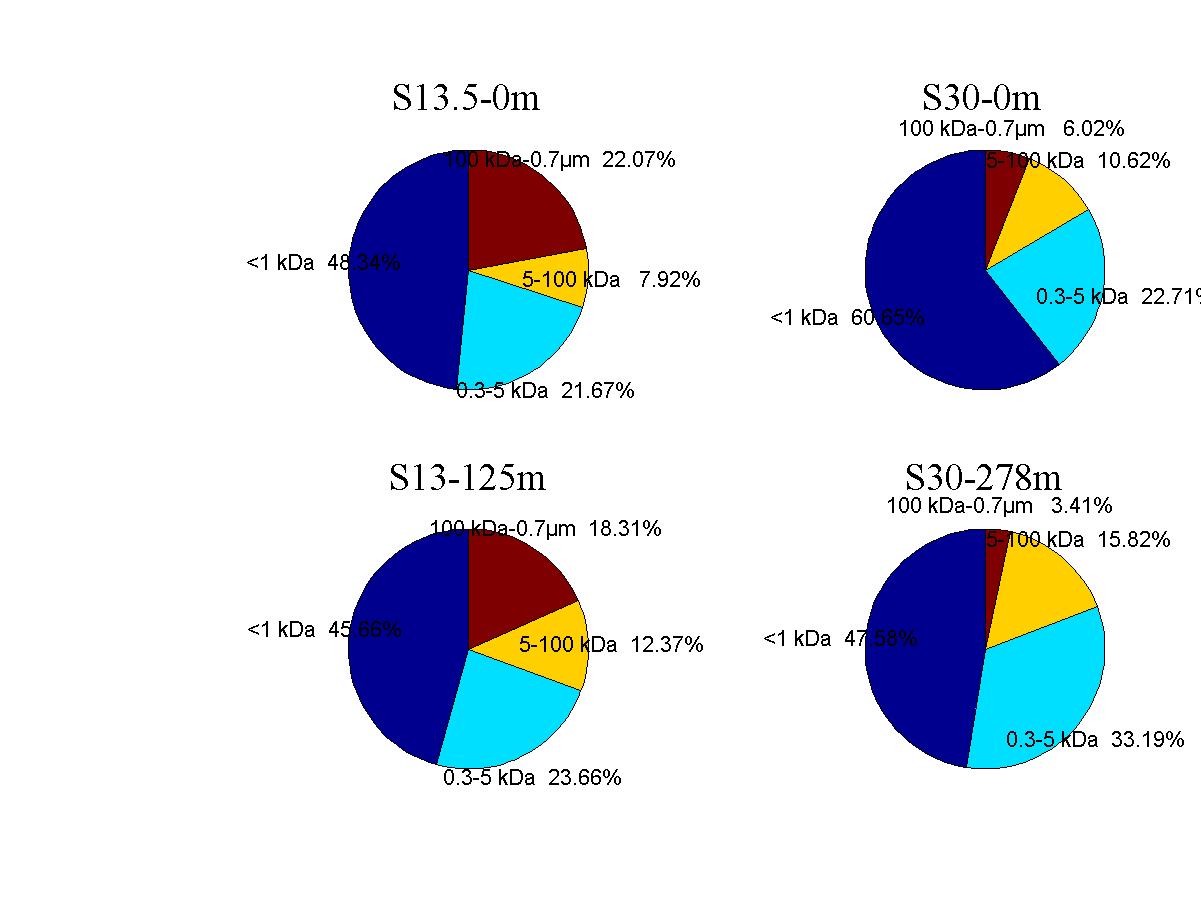 S13.5-0m
100 kDa-0.7µm 22.07%
<1 kDa 48.34%
5-100 kDa 7.92%
0.3-5 kDa 21.67%
S30-0m
100 kDa-0.7µm 6.02%
5-100 kDa 10.62%
0.3-5 kDa 22.71%
<1 kDa 60.65%
S13-125m
100 kDa-0.7µm 18.31%
<1 kDa 45.66%
5-100 kDa 12.37%
0.3-5 kDa 23.66%
S30-278m
100 kDa-0.7µm 3.41%
5-100 kDa 15.82%
<1 kDa 47.58%
0.3-5 kDa 33.19%